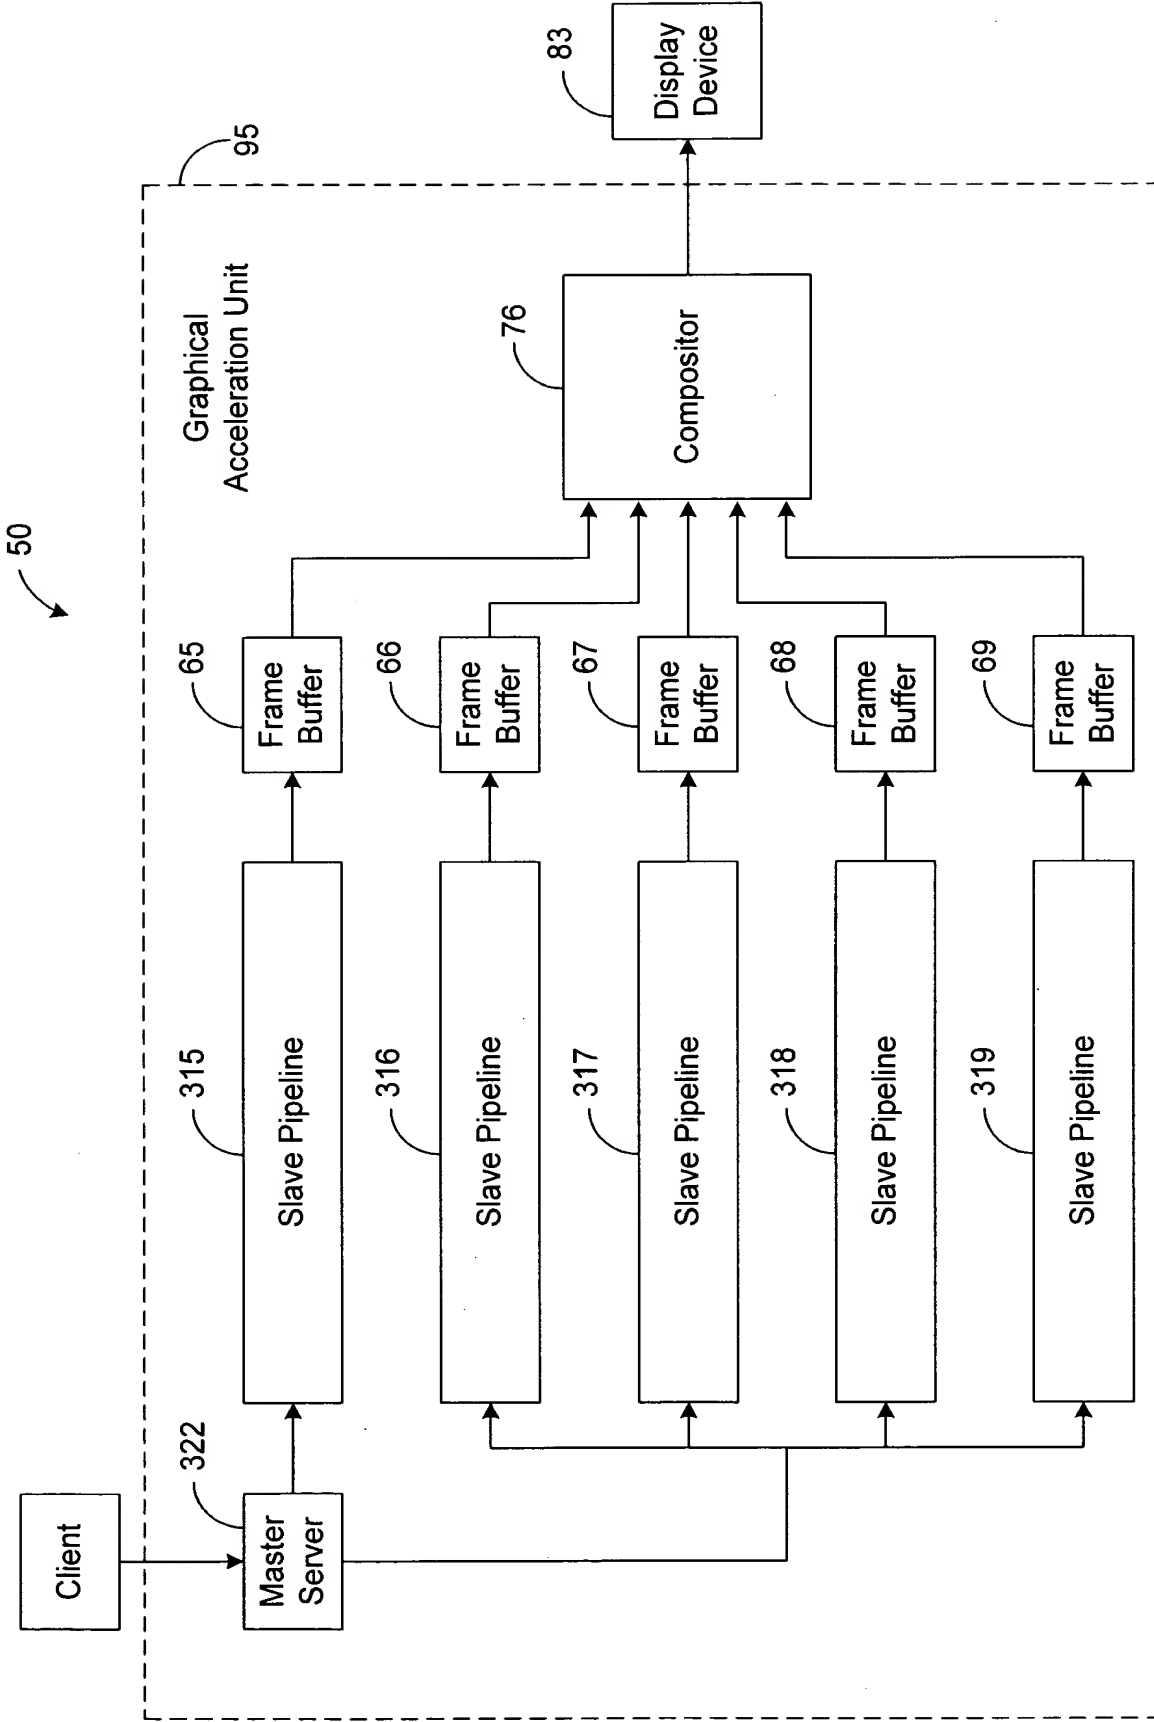 50
95
Graphical
Acceleration Unit
Client
322
Master
Server
315
Slave Pipeline
65
Frame
Buffer
316
Slave Pipeline
66
Frame
Buffer
317
Slave Pipeline
67
Frame
Buffer
318
Slave Pipeline
68
Frame
Buffer
319
Slave Pipeline
69
Frame
Buffer
76
Compositor
83
Display
Device